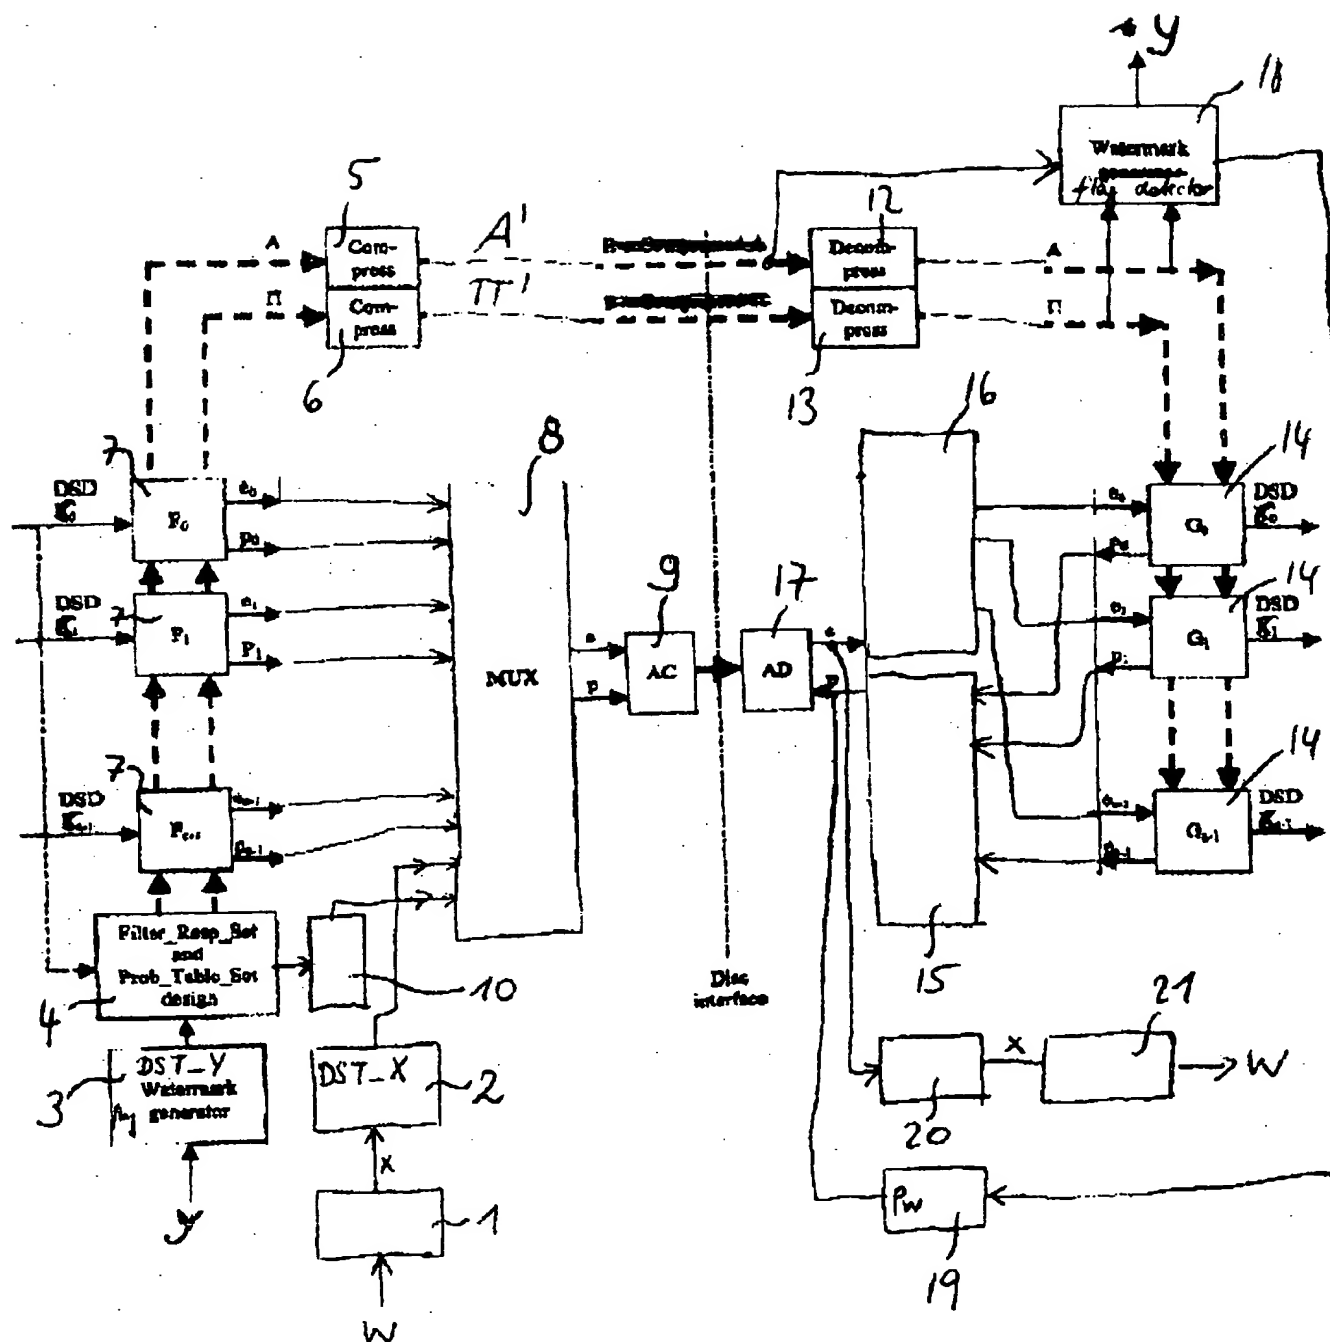 y
18
Watermark
generator
flag detector
5
Com-
press
A
A'
12
Decom-
press
A
Π
Com-
press
π'
Decom-
press
Π
6
13
16
8
7
DSD
F₀
e₀
p₀
14
DSD
G₀
9
17
7
DSD
F₁
e₁
P₁
14
DSD
G₁
MUX
a
p
AC
AD
7
DSD
14
DSD
Filter_Resp_Set
and
Prob_Table_Set
design
4
10
Disc
interface
15
21
3
DST_Y
Watermark
generator
DST_X
2
x
W
20
y
x
1
Pw
19
W